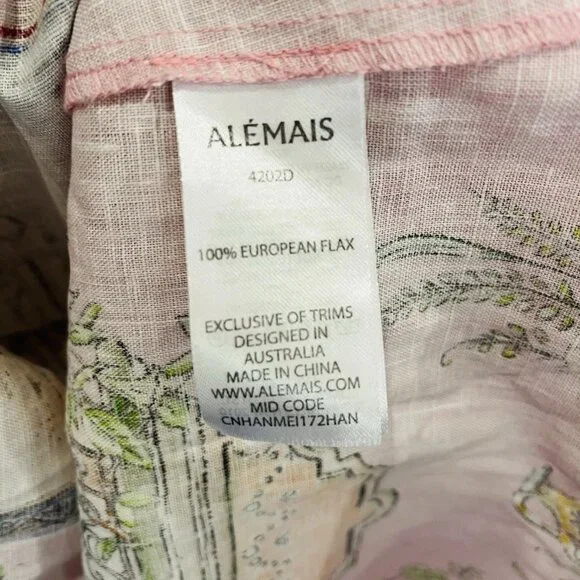 ALÉMAIS
4202D
100% EUROPEAN FLAX
EXCLUSIVE OF TRIMS
DESIGNED IN
AUSTRALIA
MADE IN CHINA
WWW.ALEMAIS.COM
MID CODE
CNHANMEI172HAN